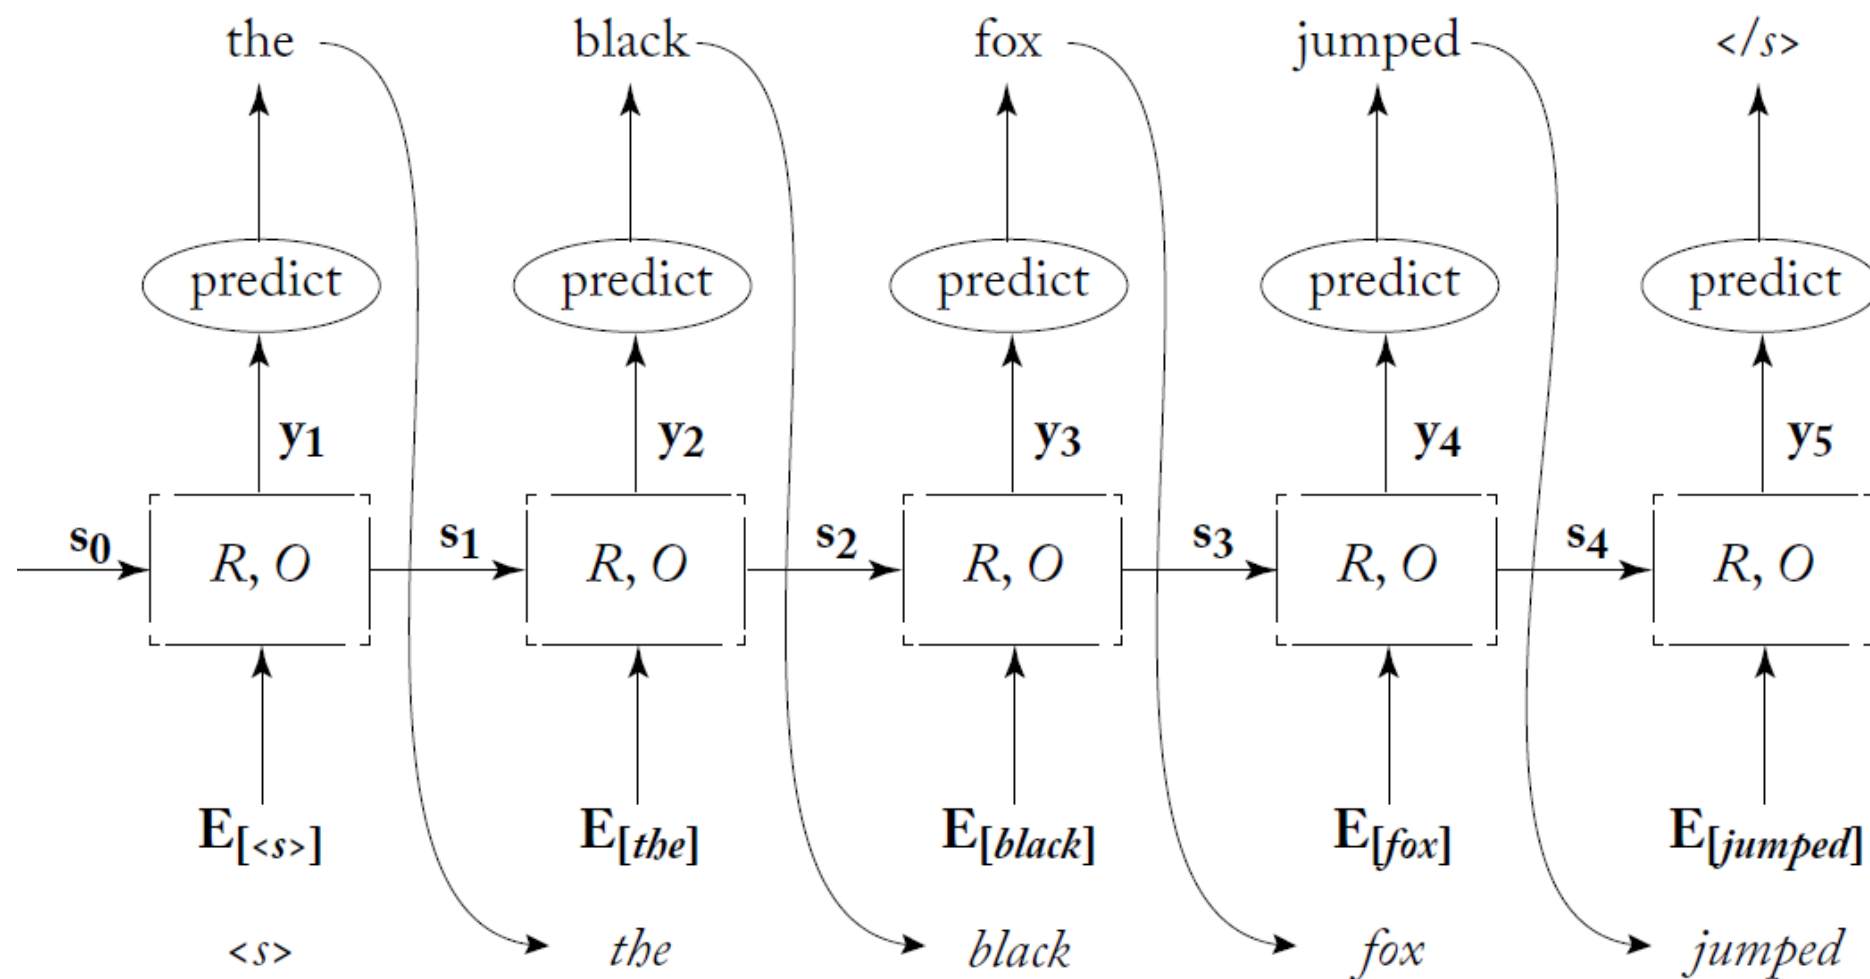 the black fox jumped </s>
predict predict predict predict predict
y1 y2 y3 y4 y5
s0 R, O s1 R, O s2 R, O s3 R, O s4 R, O
E[<s>] E[the] E[black] E[fox] E[jumped]
<s> the black fox jumped